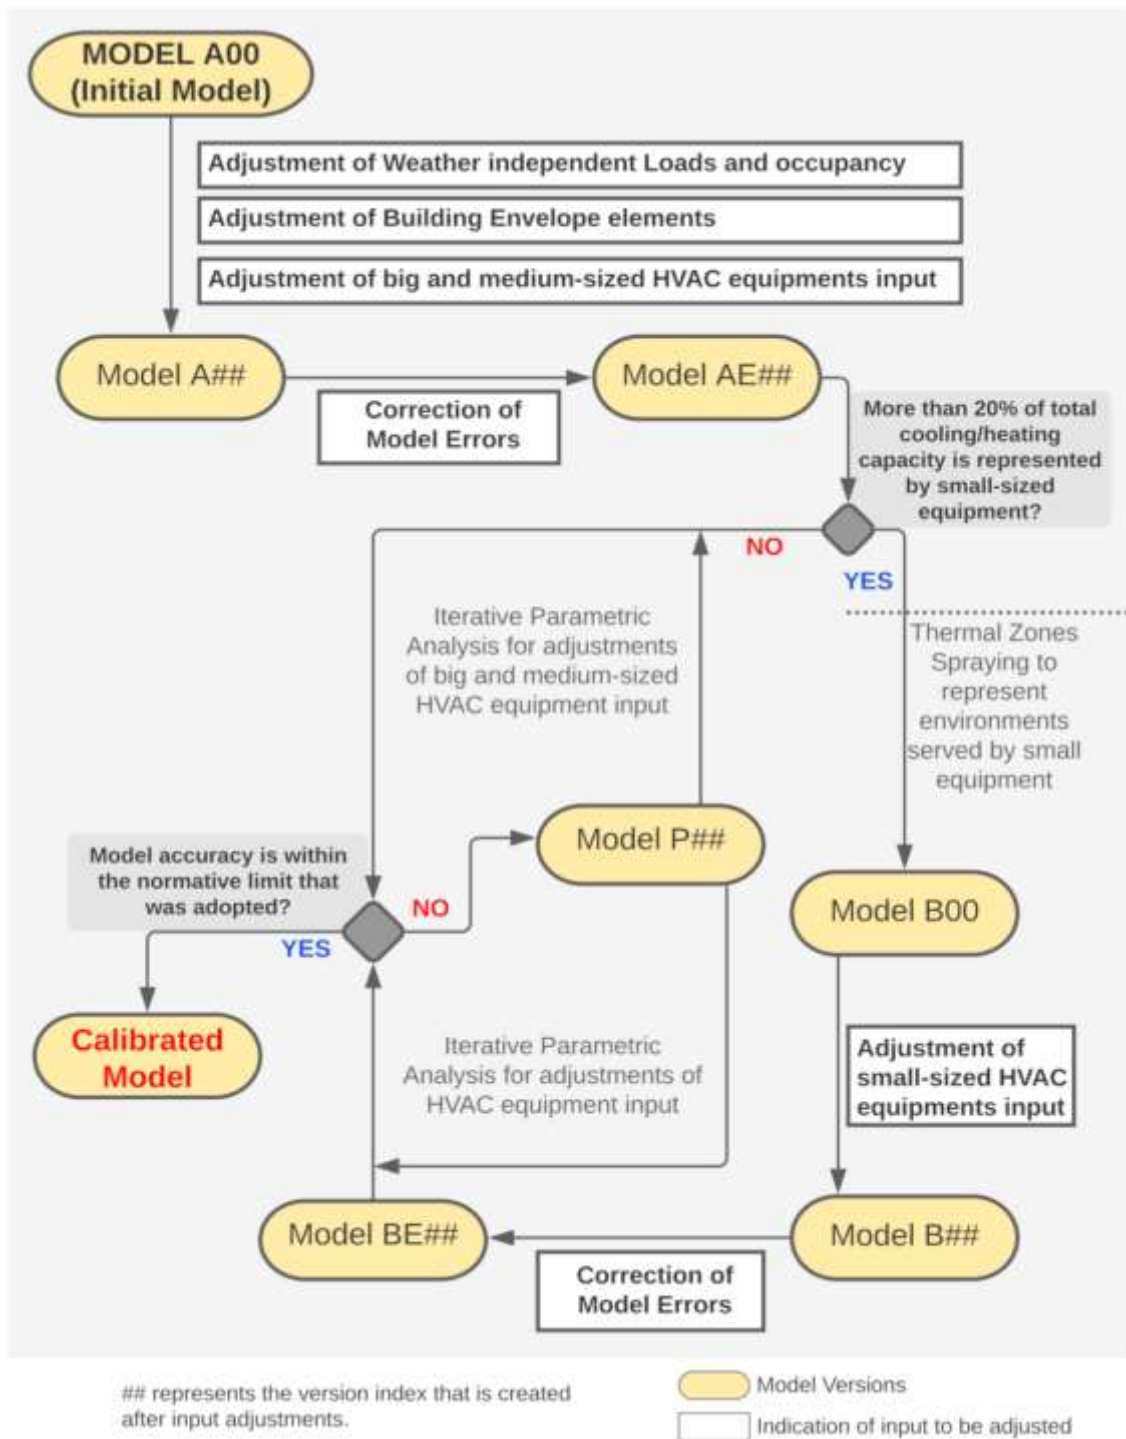 MODEL A00
(Initial Model)
Adjustment of Weather independent Loads and occupancy
Adjustment of Building Envelope elements
Adjustment of big and medium-sized HVAC equipments input
Model A##
Model AE##
Correction of
Model Errors
More than 20% of total
cooling/heating
capacity is represented
by small-sized
equipment?
NO
YES
Iterative Parametric
Analysis for adjustments
of big and medium-sized
HVAC equipment input
Thermal Zones
Spraying to
represent
environments
served by small
equipment
Model P##
Model accuracy is within
the normative limit that
was adopted?
NO
YES
Model B00
Calibrated
Model
Iterative Parametric
Analysis for adjustments of
HVAC equipment input
Adjustment of
small-sized HVAC
equipments input
Model BE##
Model B##
Correction of
Model Errors
## represents the version index that is created
after input adjustments.
Model Versions
Indication of input to be adjusted